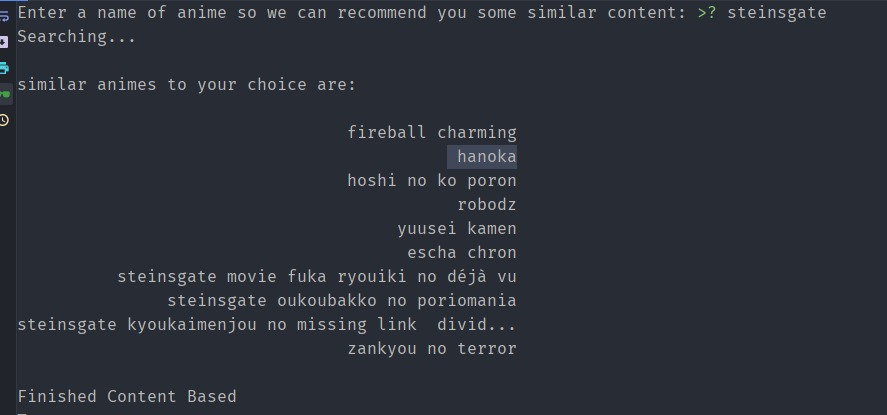 Enter a name of anime so we can recommend you some similar content: >? steinsgate
Searching...
similar animes to your choice are:
fireball charming
hanoka
hoshi no ko poron
robodz
yuusei kamen
escha chron
steinsgate movie fuka ryouiki no déjà vu
steinsgate oukoubakko no poriomania
steinsgate kyoukaimenjou no missing link  divid...
zankyou no terror
Finished Content Based